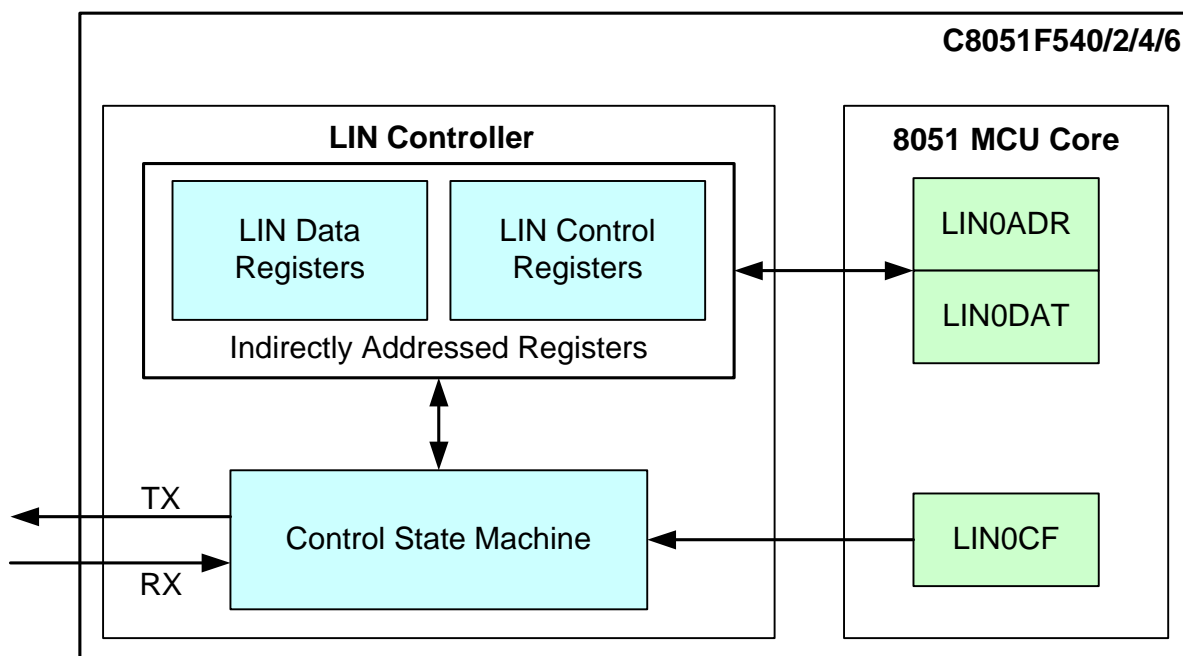 C8051F540/2/4/6
LIN Controller
8051 MCU Core
LIN Data
Registers
LIN Control
Registers
LIN0ADR
LIN0DAT
Indirectly Addressed Registers
TX
Control State Machine
LIN0CF
RX